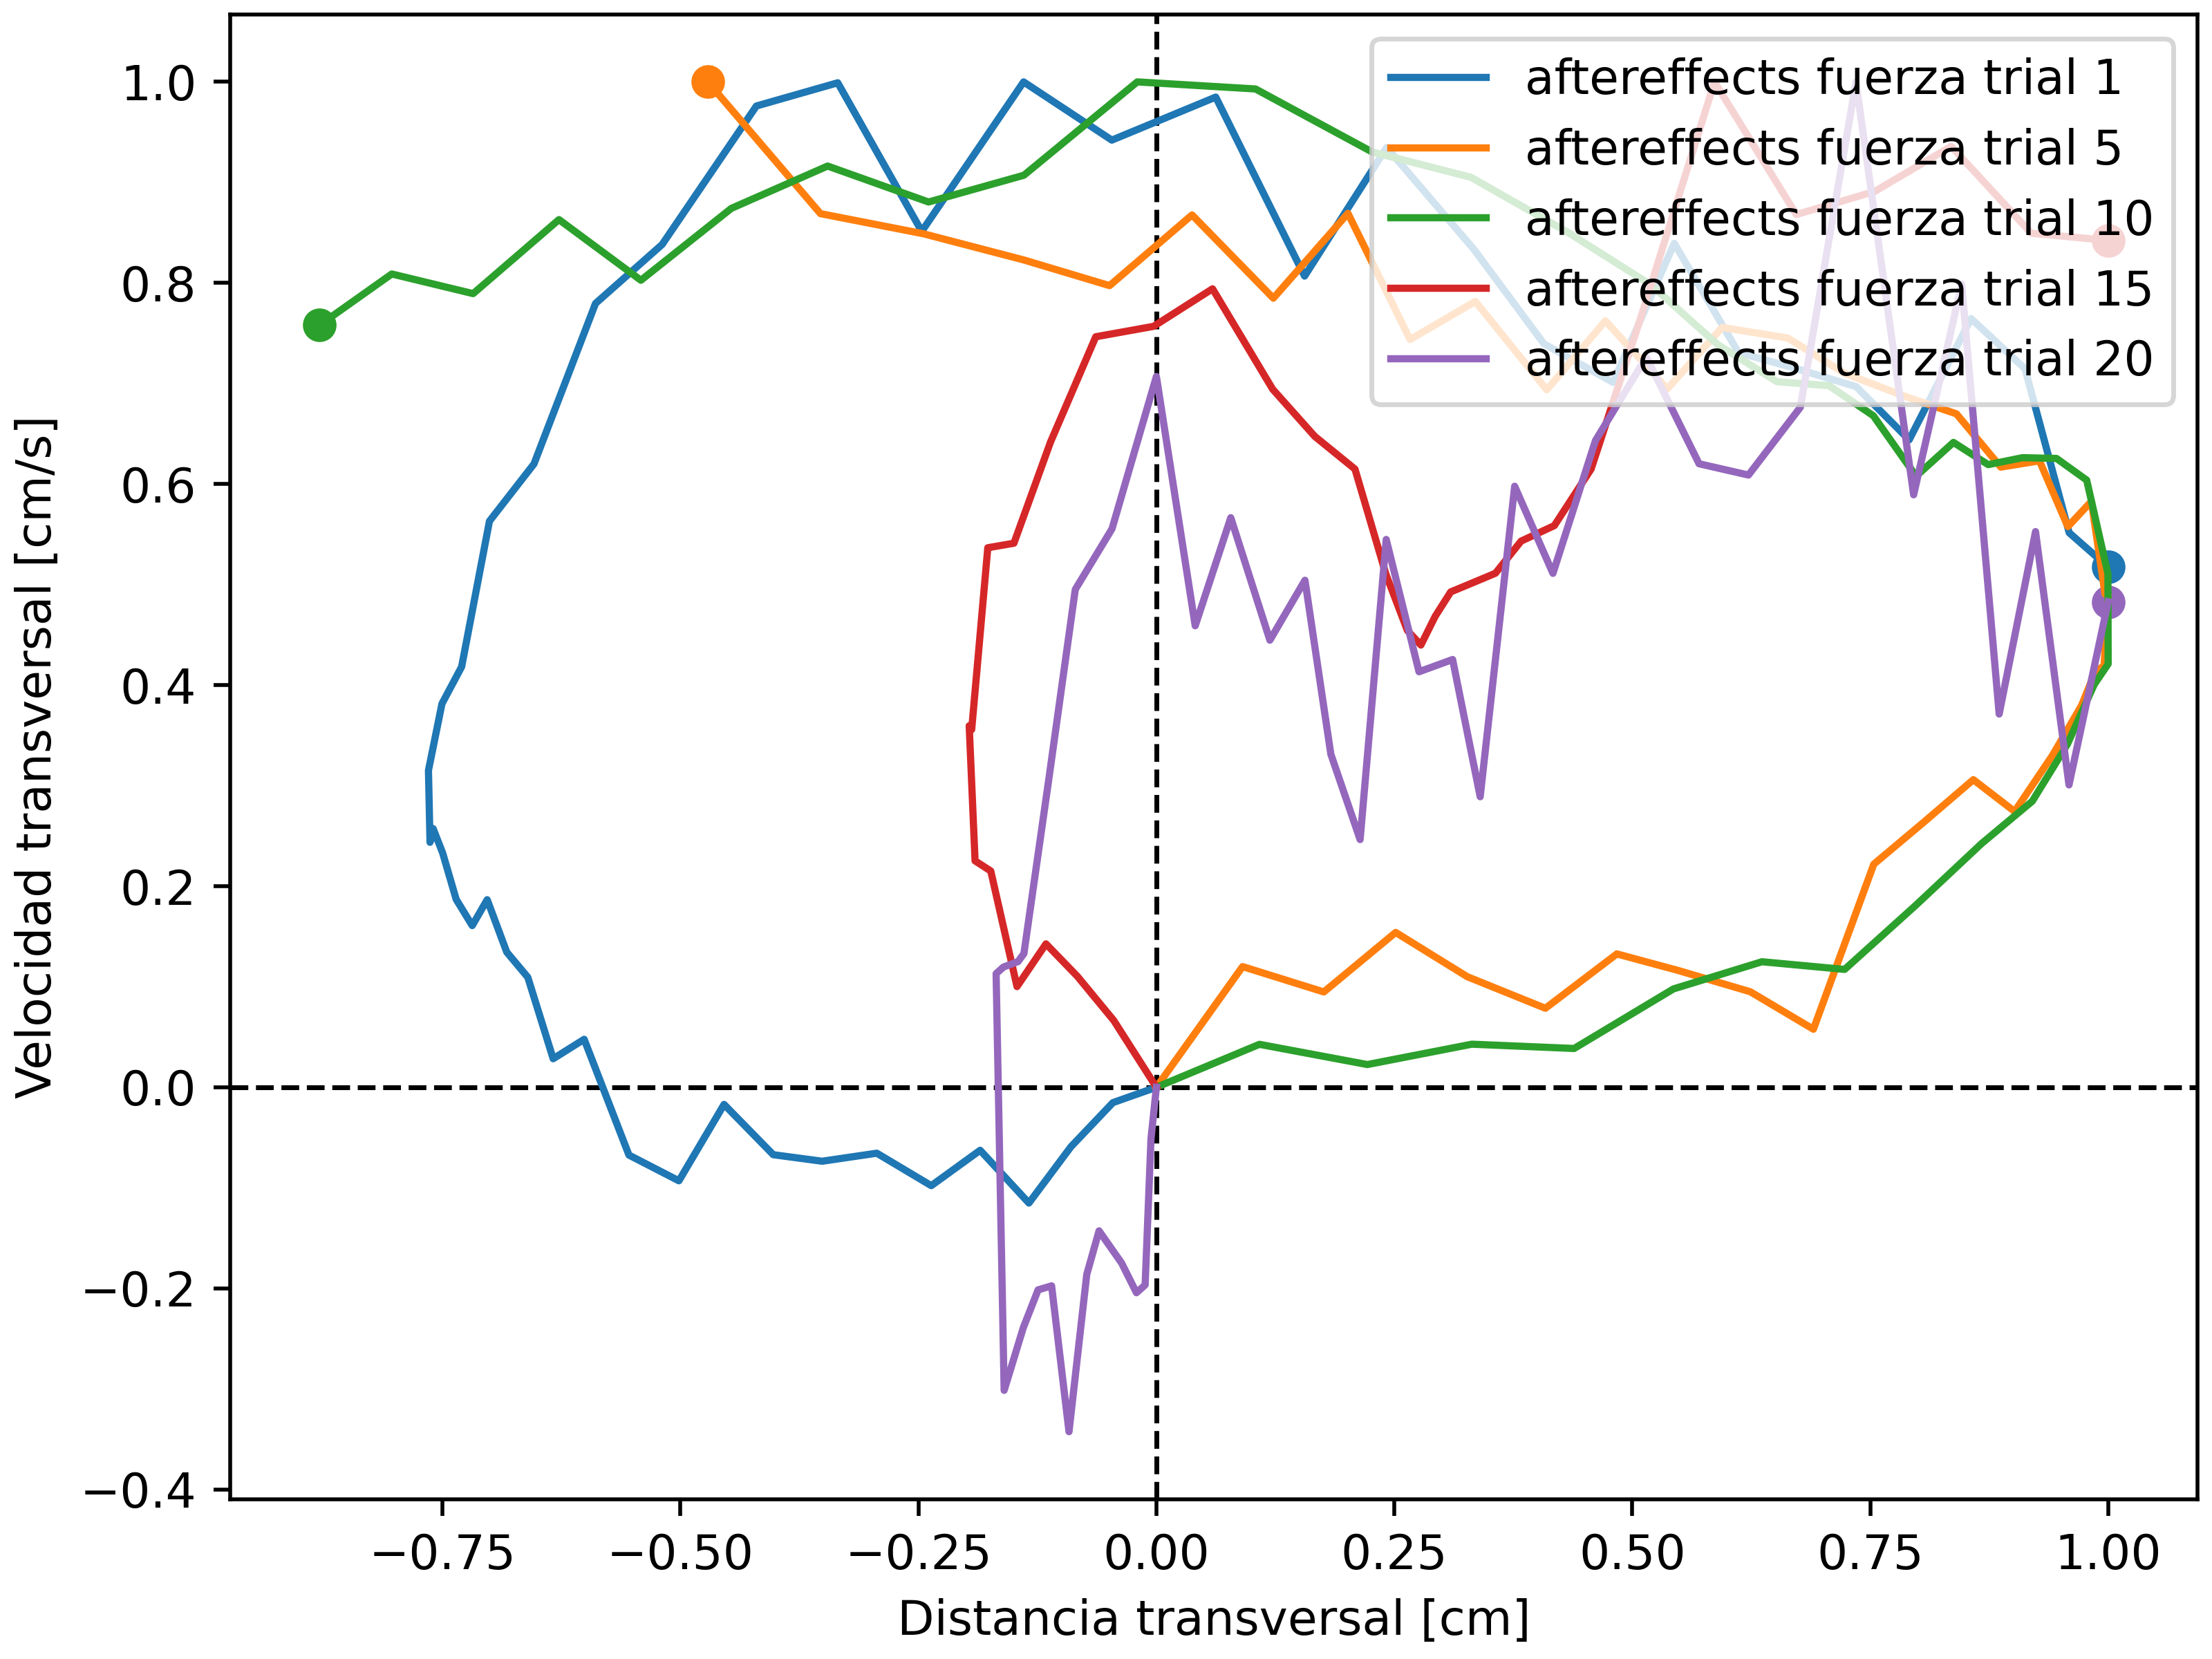 aftereffects fuerza trial 1
aftereffects fuerza trial 5
aftereffects fuerza trial 10
aftereffects fuerza trial 15
aftereffects fuerza trial 20
Velocidad transversal [cm/s]
1.0
0.8
0.6
0.4
0.2
0.0
−0.2
−0.4
−0.75 −0.50 −0.25 0.00 0.25 0.50 0.75 1.00
Distancia transversal [cm]